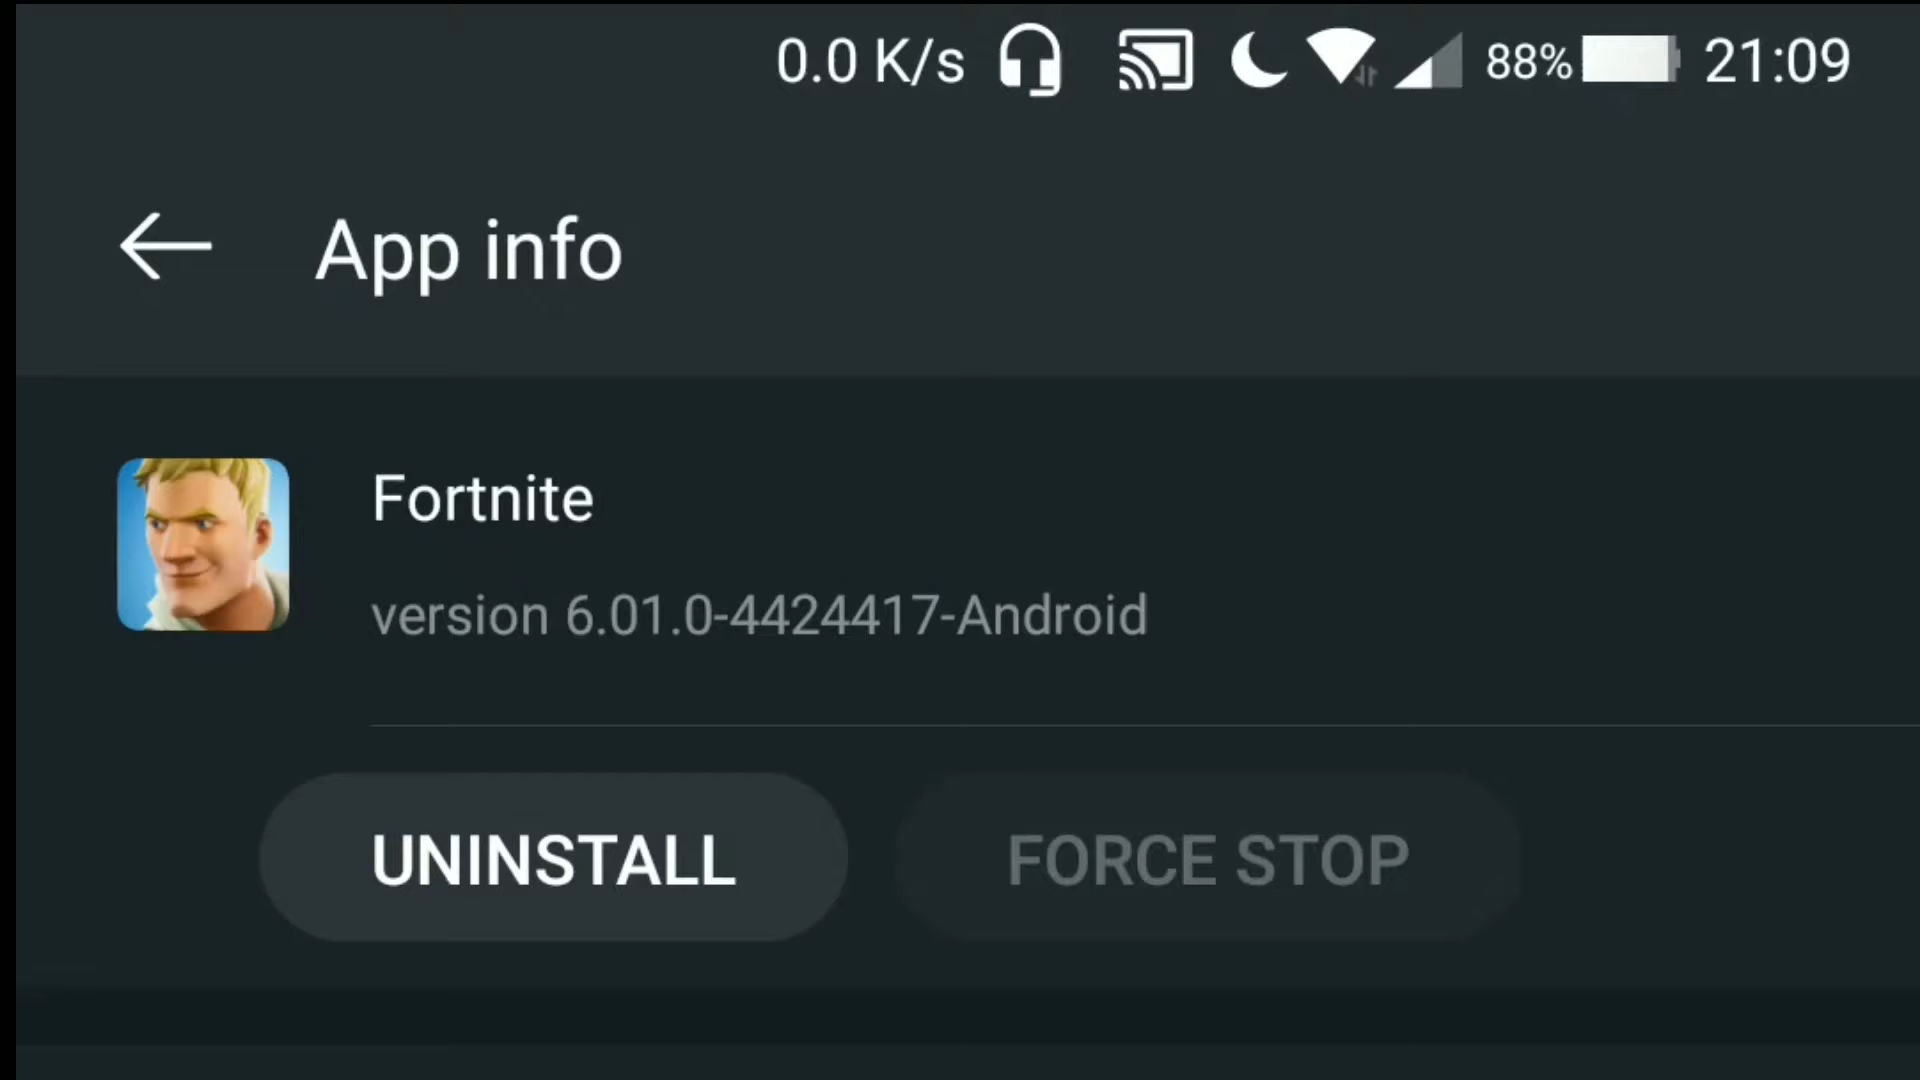 0.0 K/s 88% 21:09
App info
Fortnite
version 6.01.0-4424417-Android
UNINSTALL FORCE STOP